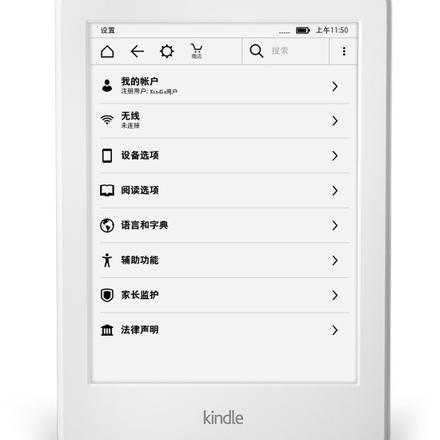 设置
上午11:50
商店
搜索
我的帐户
注册用户: Kindle用户
无线
未连接
设备选项
阅读选项
语言和字典
辅助功能
家长监护
法律声明
kindle